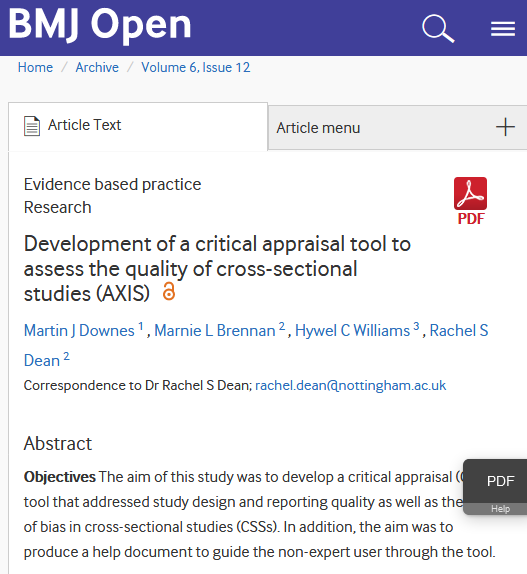 BMJ Open
Home / Archive / Volume 6, Issue 12
Article Text
Article menu
Evidence based practice
Research
PDF
Development of a critical appraisal tool to
assess the quality of cross-sectional
studies (AXIS)
Martin J Downes 1 , Marnie L Brennan 2 , Hywel C Williams 3 , Rachel S
Dean 2
Correspondence to Dr Rachel S Dean; rachel.dean@nottingham.ac.uk
Abstract
Objectives The aim of this study was to develop a critical appraisal
tool that addressed study design and reporting quality as well as the
of bias in cross-sectional studies (CSSs). In addition, the aim was to
produce a help document to guide the non-expert user through the tool.
PDF
Help